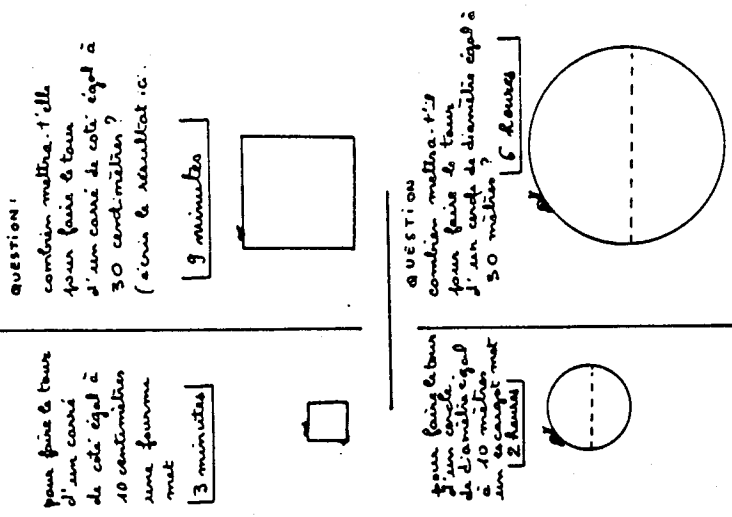 pour faire le tour
d'un carré
de coté égal à
10 centimètres
une fourmi
met
3 minutes
QUESTION:
combien mettra-t'elle
pour faire le tour
d'un carré de coté égal à
30 centimètres ?
(écris le résultat ici.
9 minutes
pour faire le tour
d'un cercle
de diamètre égal
à 10 mètres
un escargot met
2 heures
QUESTION
combien mettra-t'il
pour faire le tour
d'un cercle de diamètre égal à
30 mètres ?
6 heures